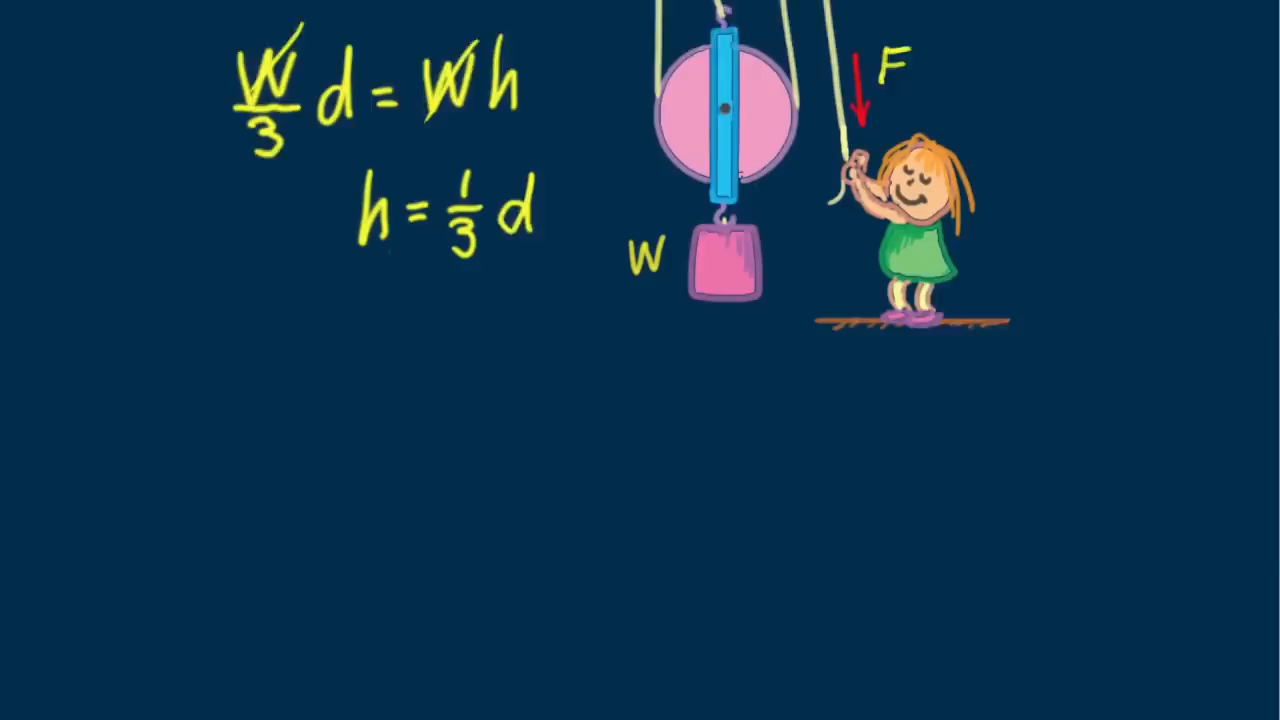 W/3 d = W h
h = 1/3 d
F
W